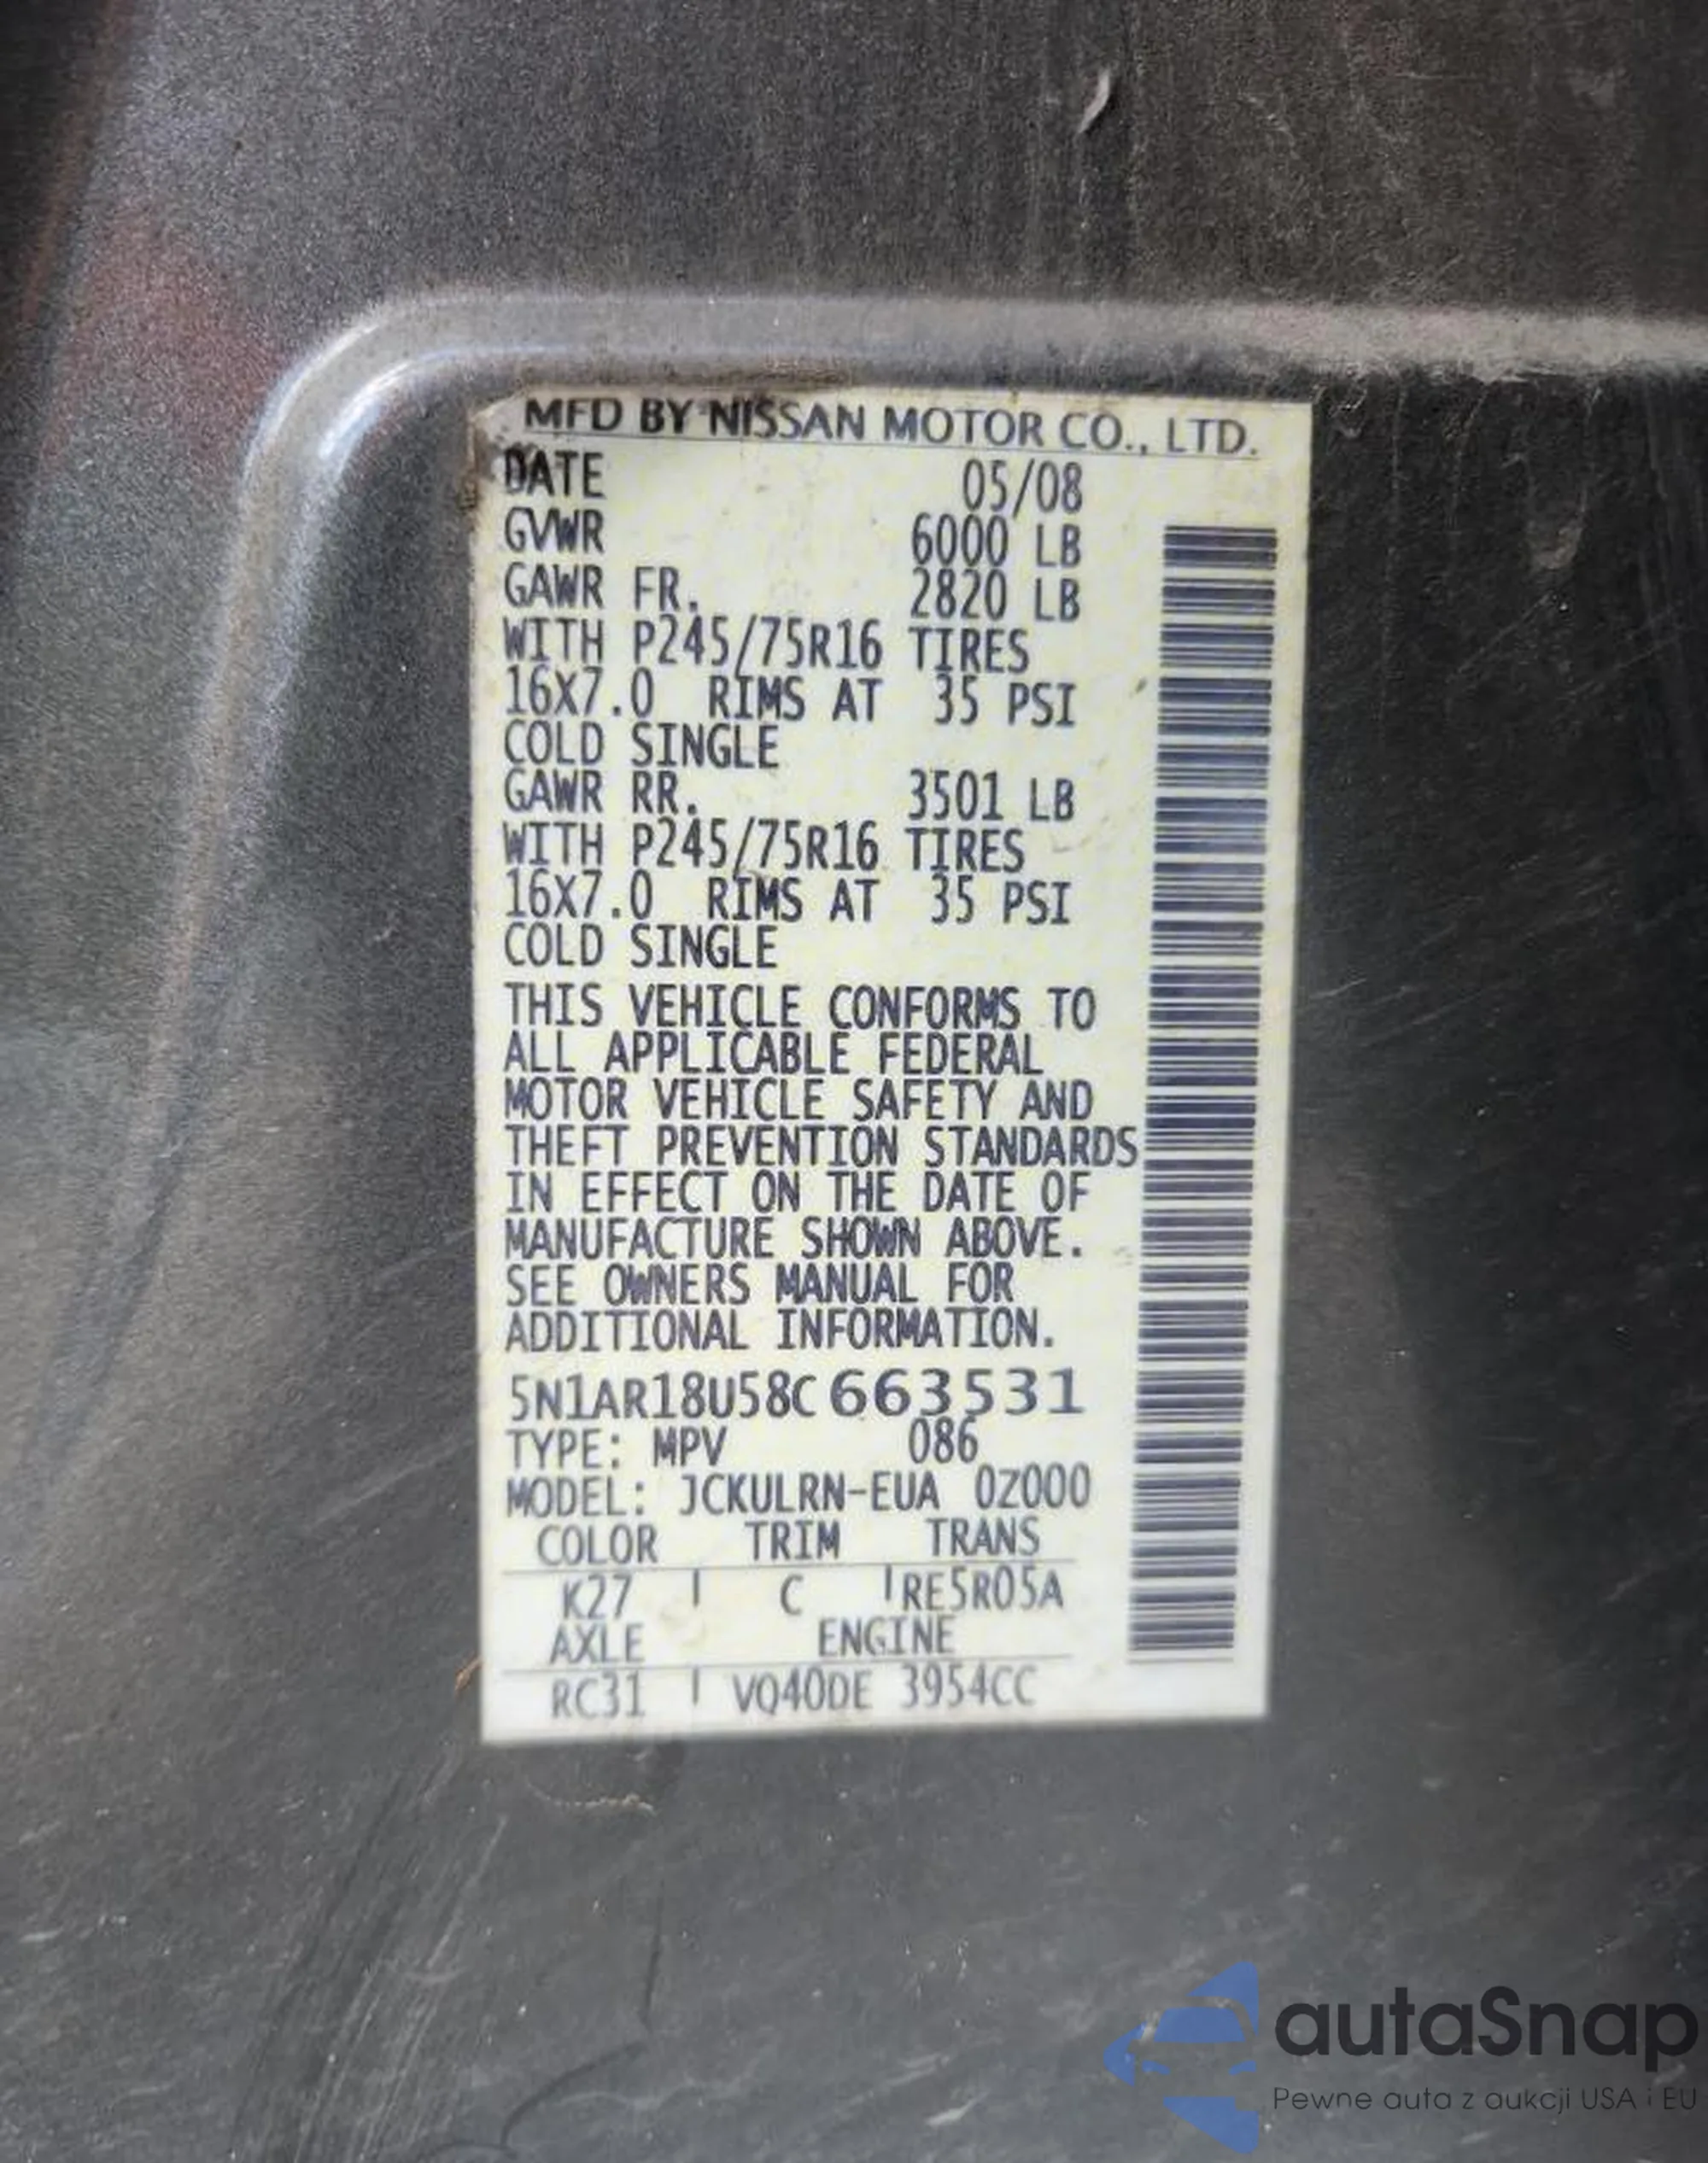 MFD BY NISSAN MOTOR CO., LTD.
DATE 05/08
GVWR 6000 LB
GAWR FR. 2820 LB
WITH P245/75R16 TIRES
16X7.0 RIMS AT 35 PSI
COLD SINGLE
GAWR RR. 3501 LB
WITH P245/75R16 TIRES
16X7.0 RIMS AT 35 PSI
COLD SINGLE
THIS VEHICLE CONFORMS TO
ALL APPLICABLE FEDERAL
MOTOR VEHICLE SAFETY AND
THEFT PREVENTION STANDARDS
IN EFFECT ON THE DATE OF
MANUFACTURE SHOWN ABOVE.
SEE OWNERS MANUAL FOR
ADDITIONAL INFORMATION.
5N1AR18U58C663531
TYPE: MPV 086
MODEL: JCKULRN-EUA 0Z000
COLOR TRIM TRANS
K27 C RE5R05A
AXLE ENGINE
RC31 VQ40DE 3954CC
autaSnap
Pewne auta z aukcji USA i EU